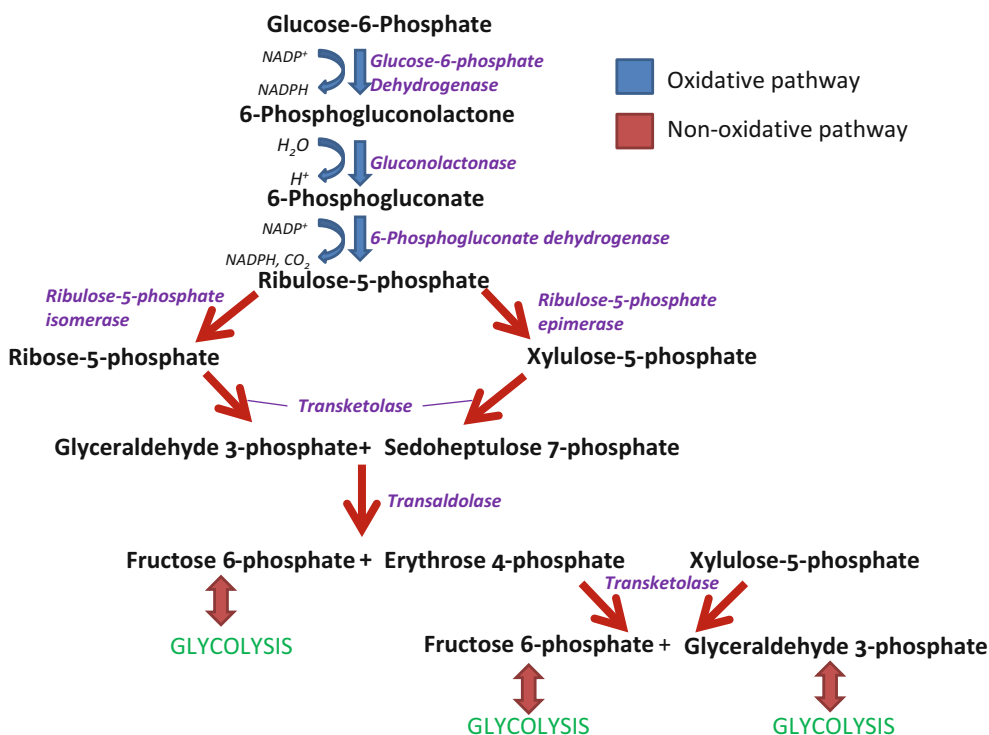 Glucose-6-Phosphate
NADP⁺
Glucose-6-phosphate
Dehydrogenase
NADPH
6-Phosphogluconolactone
H₂O
Gluconolactonase
H⁺
6-Phosphogluconate
NADP⁺
6-Phosphogluconate dehydrogenase
NADPH, CO₂
Ribulose-5-phosphate
Oxidative pathway
Non-oxidative pathway
Ribulose-5-phosphate
isomerase
Ribulose-5-phosphate
epimerase
Ribose-5-phosphate
Xylulose-5-phosphate
Transketolase
Glyceraldehyde 3-phosphate+ Sedoheptulose 7-phosphate
Transaldolase
Fructose 6-phosphate + Erythrose 4-phosphate
Xylulose-5-phosphate
Transketolase
GLYCOLYSIS
Fructose 6-phosphate + Glyceraldehyde 3-phosphate
GLYCOLYSIS
GLYCOLYSIS